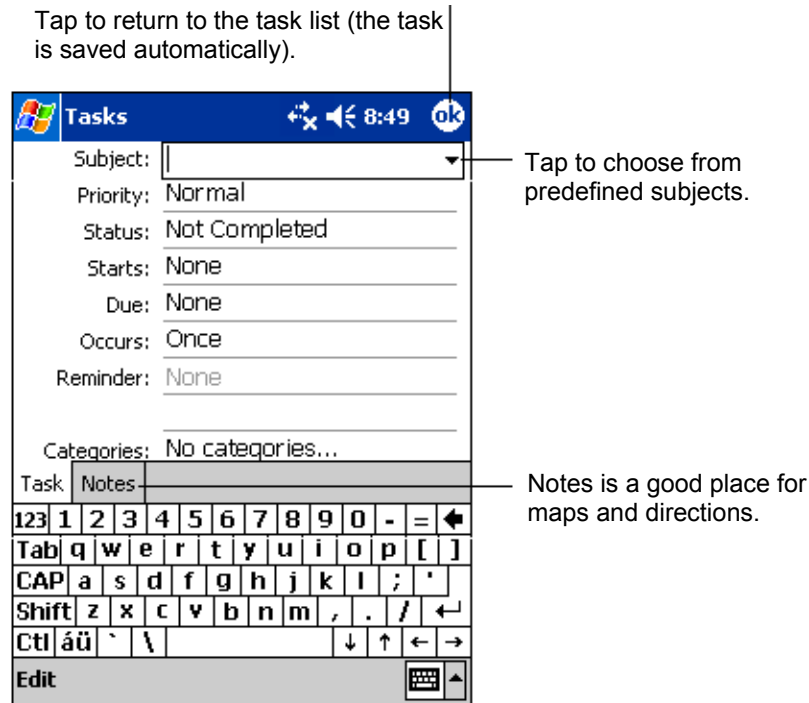 Tap to return to the task list (the task
is saved automatically).
Tasks 8:49 ok
Subject:
Tap to choose from
predefined subjects.
Priority: Normal
Status: Not Completed
Starts: None
Due: None
Occurs: Once
Reminder: None
Categories: No categories...
Task Notes
Notes is a good place for
maps and directions.
123 1 2 3 4 5 6 7 8 9 0 - =
Tab q w e r t y u i o p [ ]
CAP a s d f g h j k l ; '
Shift z x c v b n m , . /
Ctl áü ` \ ↓ ↑ ← →
Edit